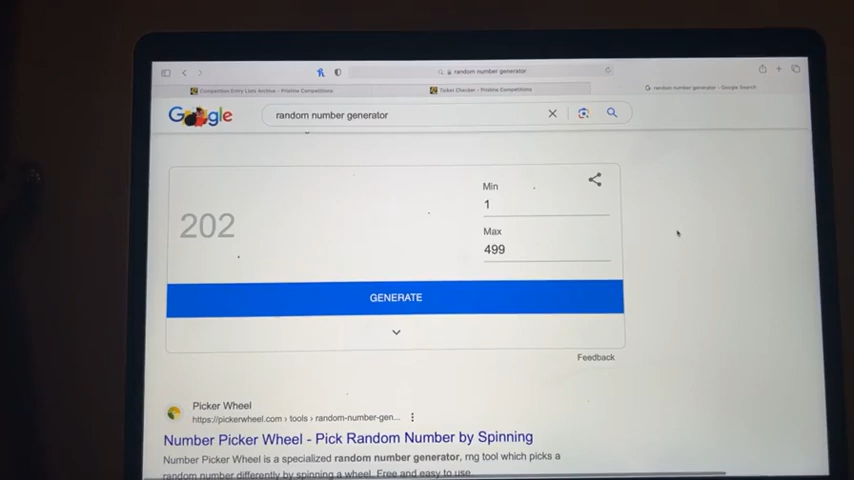 random number generator
Competition Entry Lists Archive - Pristine Competitions
Ticket Checker - Pristine Competitions
random number generator - Google Search
Google
random number generator
202
Min
1
Max
499
GENERATE
Feedback
Picker Wheel
https://pickerwheel.com › tools › random-number-gen...
Number Picker Wheel - Pick Random Number by Spinning
Number Picker Wheel is a specialized random number generator, rng tool which picks a
random number differently by spinning a wheel. Free and easy to use.